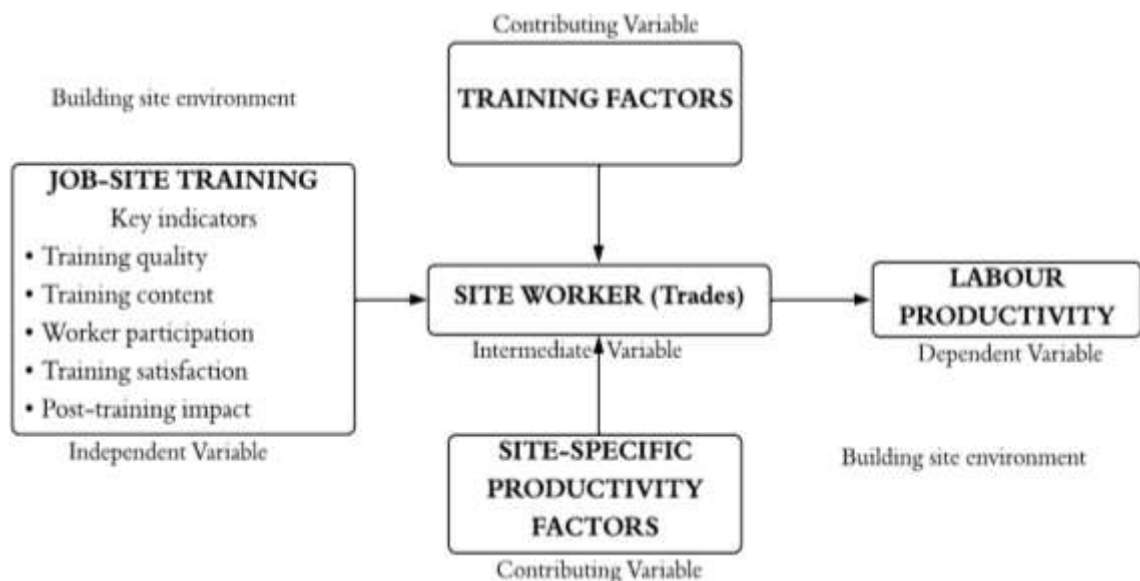 Contributing Variable
TRAINING FACTORS
Building site environment
JOB-SITE TRAINING
Key indicators
• Training quality
• Training content
• Worker participation
• Training satisfaction
• Post-training impact
Independent Variable
SITE WORKER (Trades)
Intermediate Variable
LABOUR
PRODUCTIVITY
Dependent Variable
SITE-SPECIFIC
PRODUCTIVITY
FACTORS
Contributing Variable
Building site environment